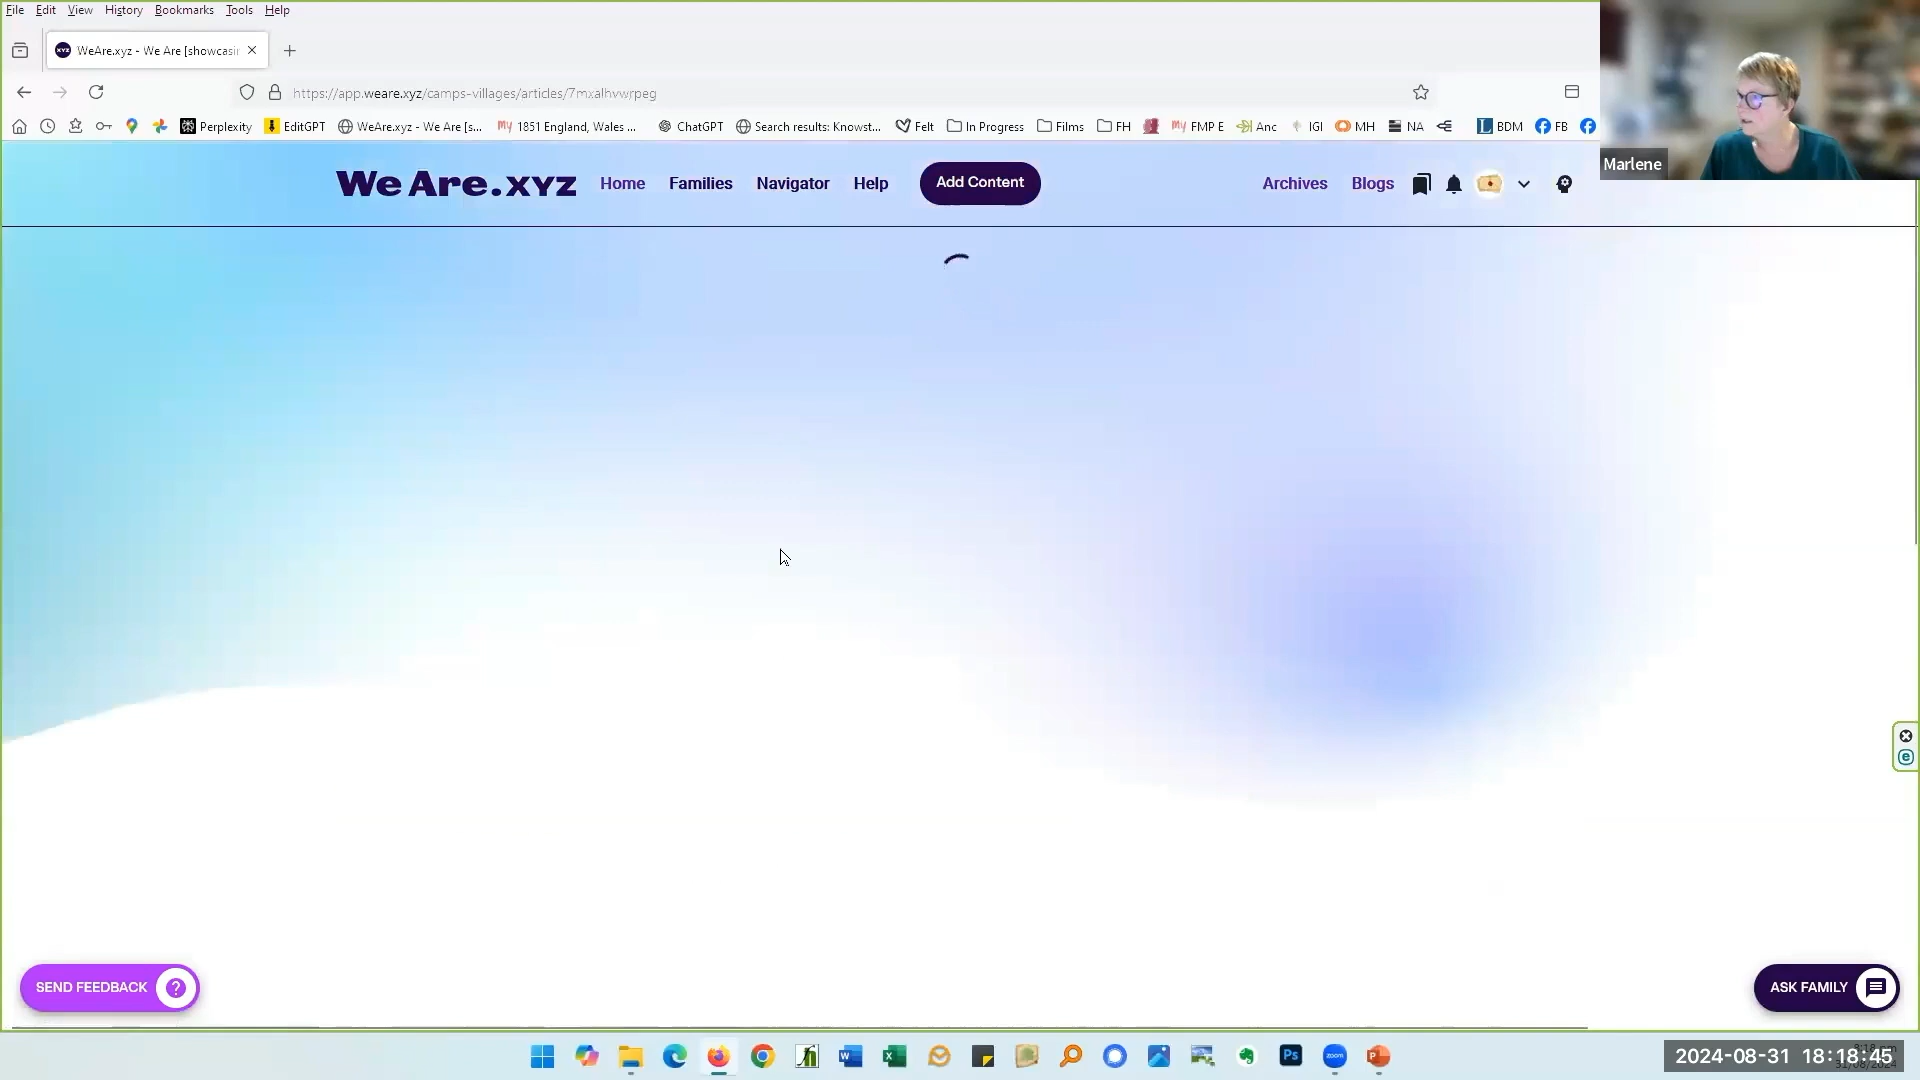 File Edit View History Bookmarks Tools Help
WeAre.xyz - We Are [showcasin
https://app.weare.xyz/camps-villages/articles/7mxalhvwrpeg
Perplexity EditGPT WeAre.xyz - We Are [s... 1851 England, Wales ... ChatGPT Search results: Knowst... Felt In Progress Films FH FMP E Anc IGI MH NA BDM FB
Marlene
We Are.xyz Home Families Navigator Help Add Content Archives Blogs
SEND FEEDBACK
ASK FAMILY
2024-08-31 18:18:45